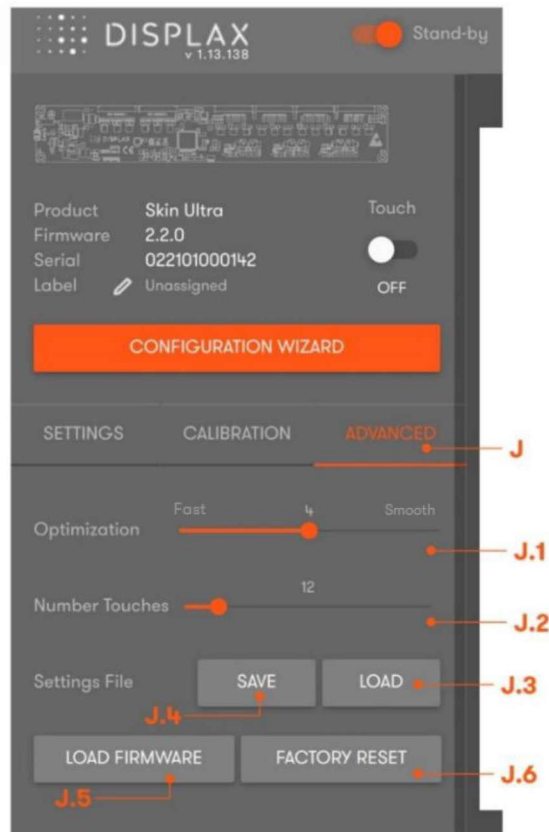 DISPLAX
v 1.13.138
Stand-by
Product Skin Ultra Touch
Firmware 2.2.0
Serial 022101000142
Label Unassigned OFF
CONFIGURATION WIZARD
SETTINGS CALIBRATION ADVANCED
J
Fast 4 Smooth
Optimization
J.1
12
Number Touches
J.2
Settings File SAVE LOAD
J.3
J.4
LOAD FIRMWARE FACTORY RESET
J.5
J.6